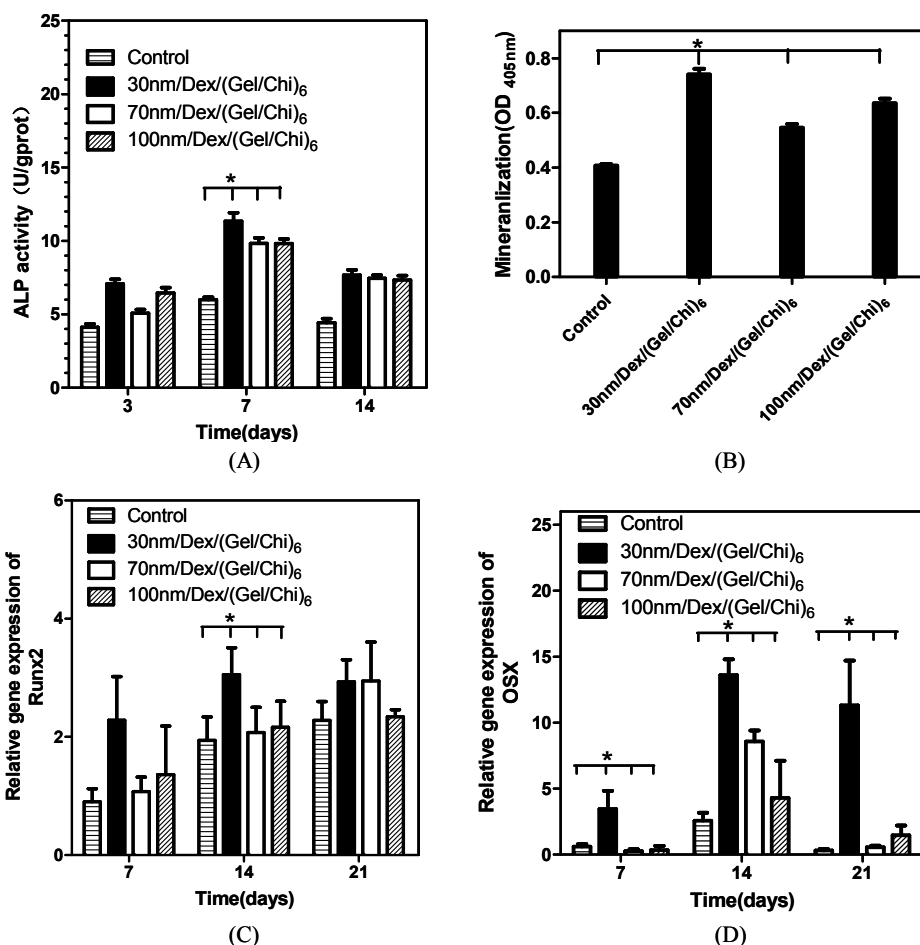 ALP activity (U/gprot)
25
20
15
10
5
0
Control
30nm/Dex/(Gel/Chi)6
70nm/Dex/(Gel/Chi)6
100nm/Dex/(Gel/Chi)6
*
3 7 14
Time(days)
(A)
Mineranlization(OD 405nm)
0.8
0.6
0.4
0.2
0.0
*
Control
30nm/Dex/(Gel/Chi)6
70nm/Dex/(Gel/Chi)6
100nm/Dex/(Gel/Chi)6
(B)
Relative gene expression of
Runx2
6
4
2
0
Control
30nm/Dex/(Gel/Chi)6
70nm/Dex/(Gel/Chi)6
100nm/Dex/(Gel/Chi)6
*
7 14 21
Time(days)
(C)
Relative gene expression of
OSX
25
20
15
10
5
0
Control
30nm/Dex/(Gel/Chi)6
70nm/Dex/(Gel/Chi)6
100nm/Dex/(Gel/Chi)6
* * *
7 14 21
Time(days)
(D)